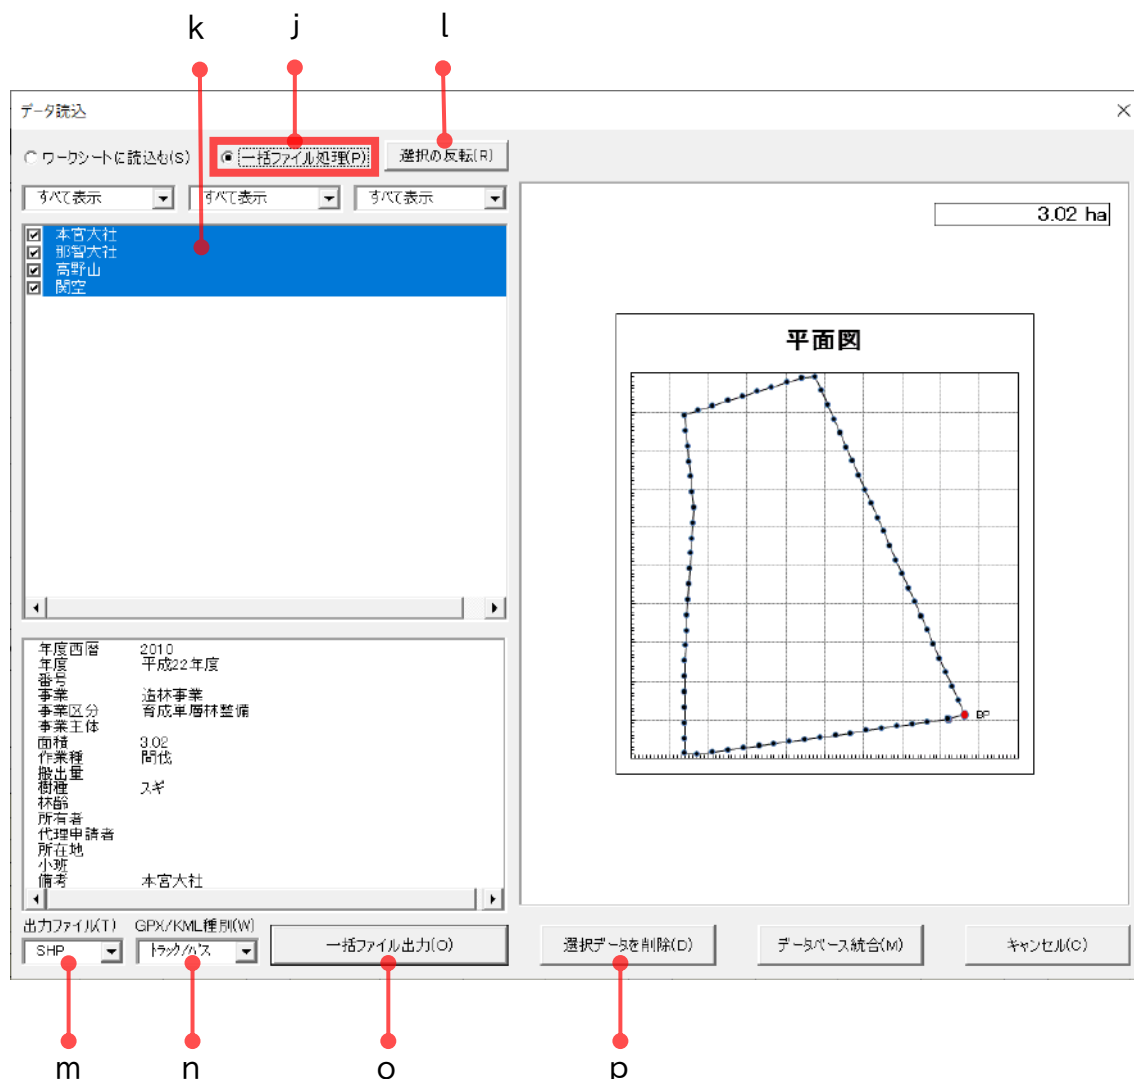 k j l
データ読込
ワークシートに読込む(S) 一括ファイル処理(P) 選択の反転(R)
すべて表示 すべて表示 すべて表示
3.02 ha
本宮大社
那智大社
高野山
関空
平面図
BP
年度西暦 2010
年度 平成22年度
番号
事業 造林事業
事業区分 育成単層林整備
事業主体
面積 3.02
作業種 間伐
搬出量
樹種 スギ
林齢
所有者
代理申請者
所在地
小班
備考 本宮大社
出力ファイル(T) GPX/KML種別(W)
SHP トラック/パス 一括ファイル出力(O) 選択データを削除(D) データベース統合(M) キャンセル(C)
m n o p